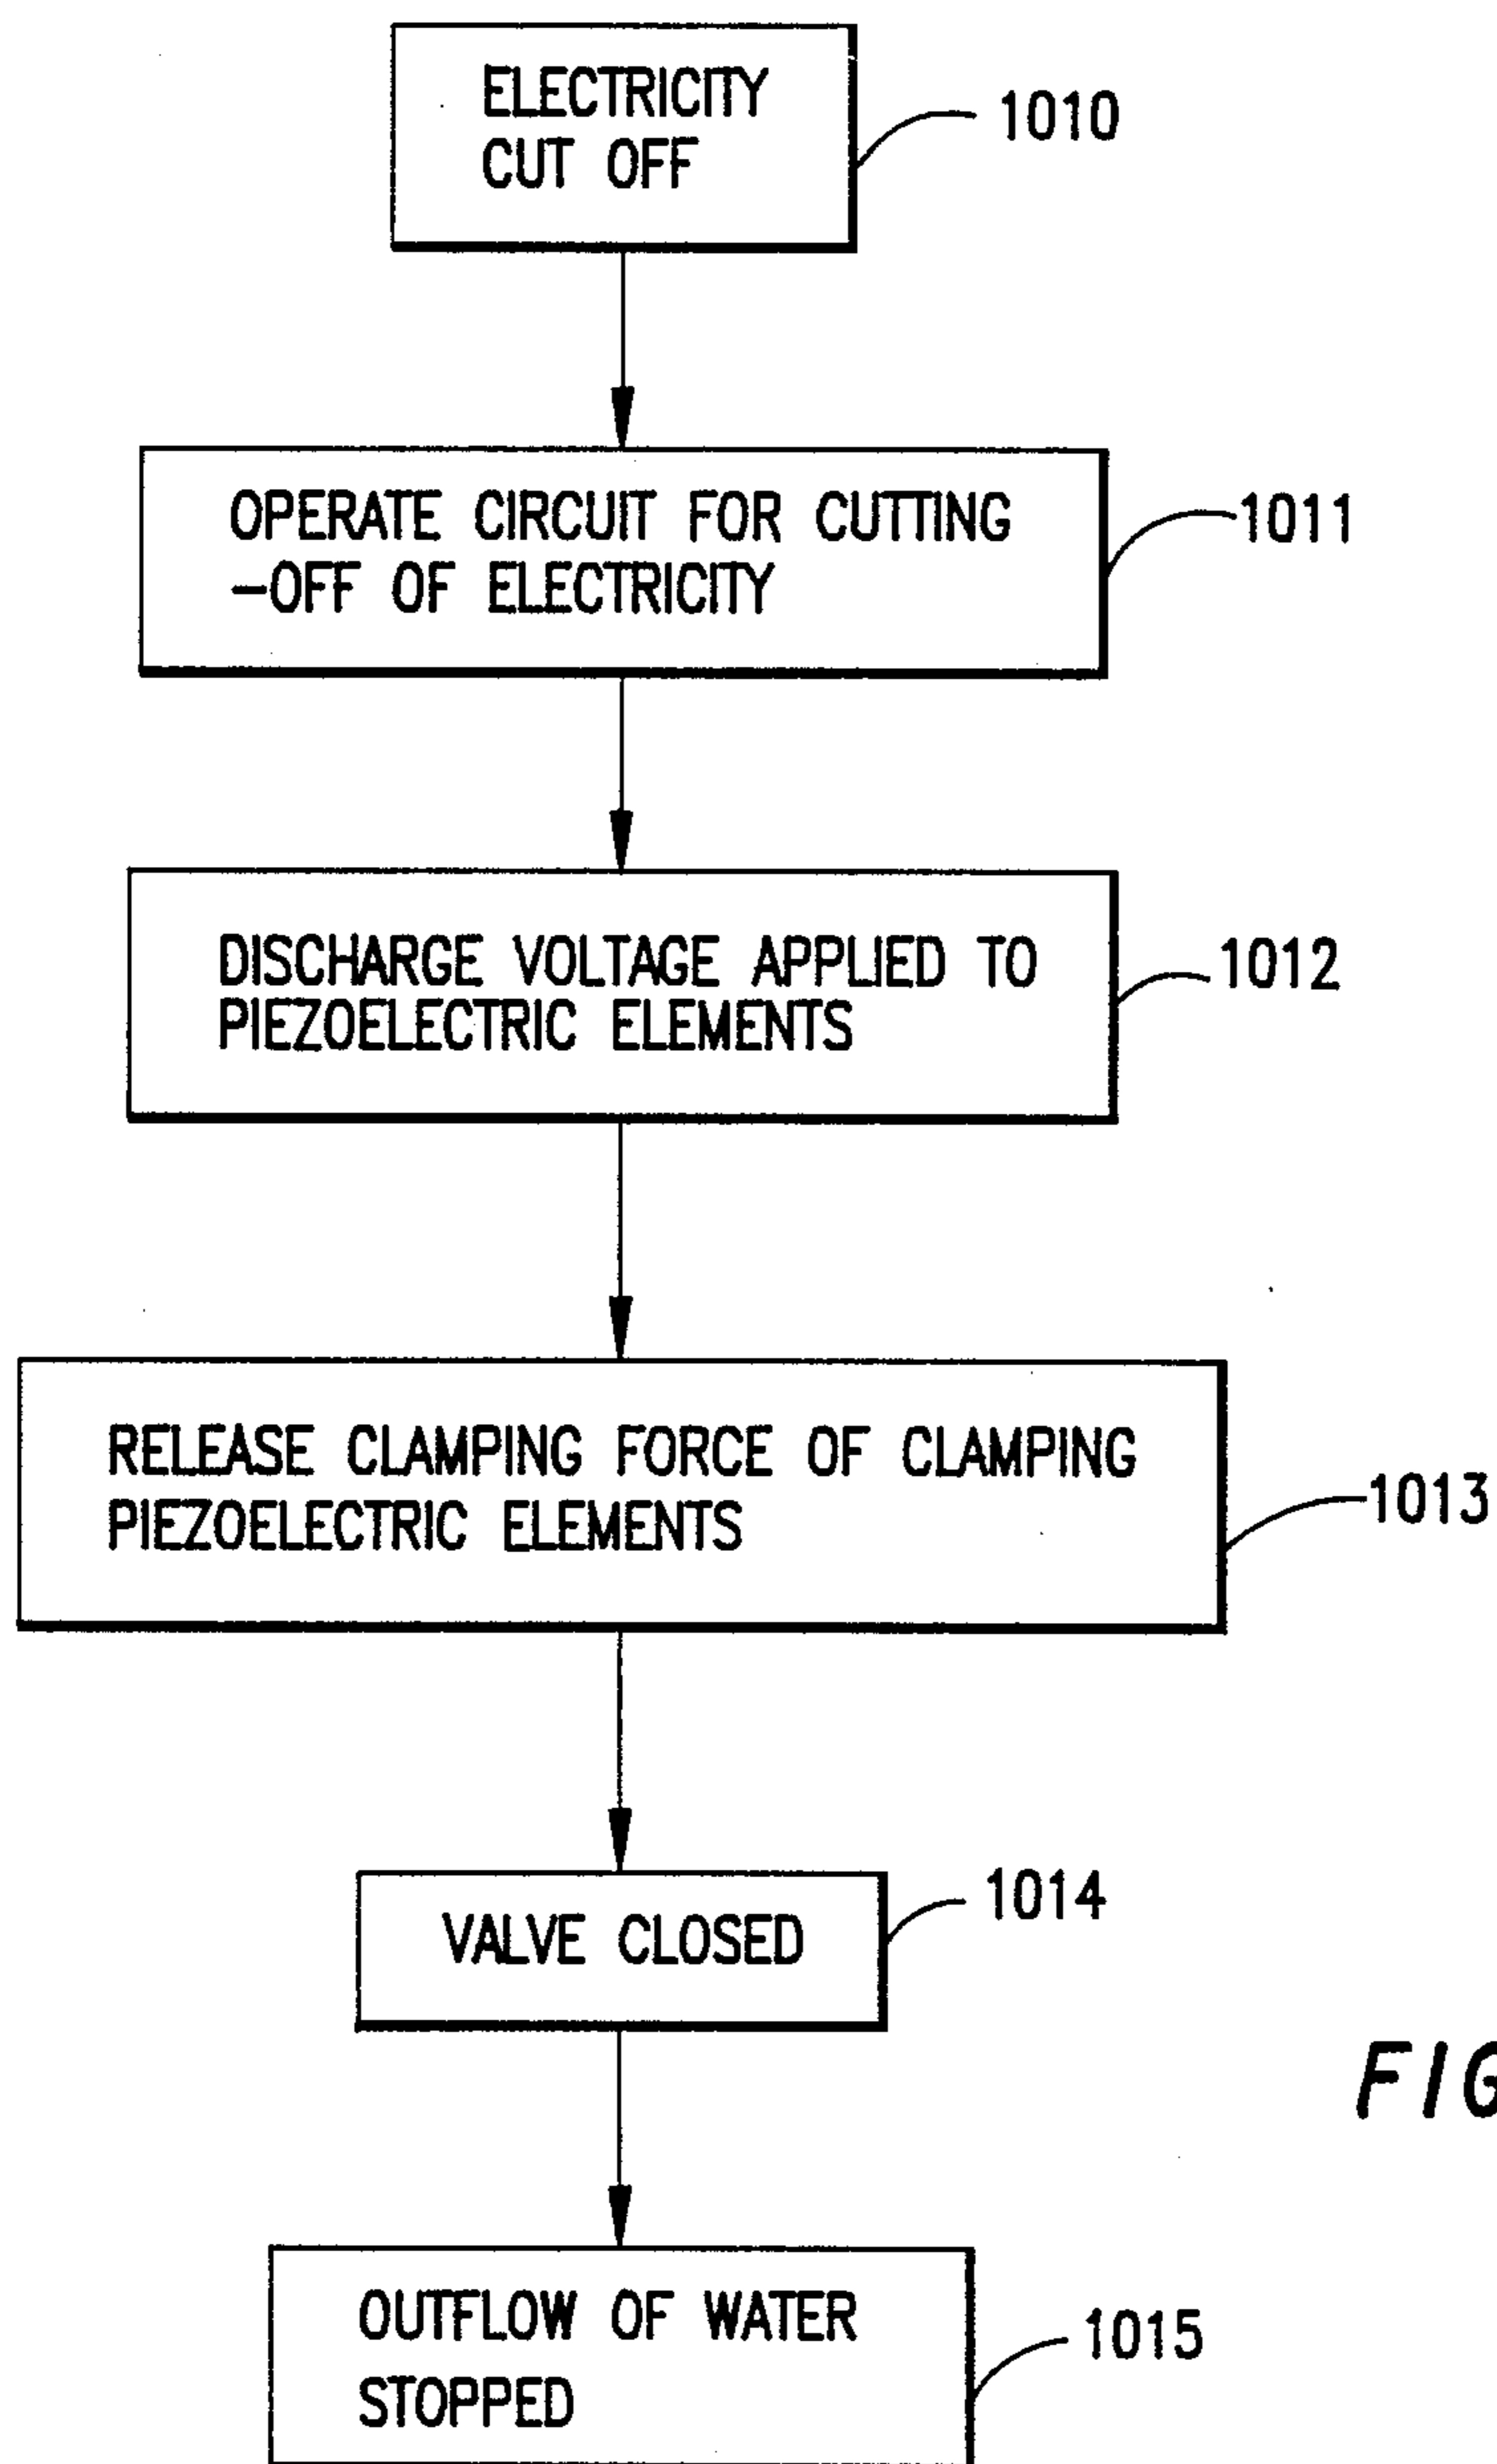 ELECTRICITY
CUT OFF
1010
OPERATE CIRCUIT FOR CUTTING
-OFF OF ELECTRICITY
1011
DISCHARGE VOLTAGE APPLIED TO
PIEZOELECTRIC ELEMENTS
1012
RELEASE CLAMPING FORCE OF CLAMPING
PIEZOELECTRIC ELEMENTS
1013
VALVE CLOSED
1014
FIG
OUTFLOW OF WATER
STOPPED
1015